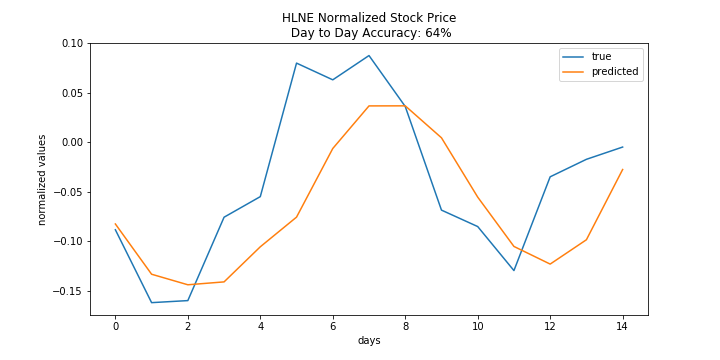 HLNE Normalized Stock Price
Day to Day Accuracy: 64%
true
predicted
normalized values
0.10
0.05
0.00
−0.05
−0.10
−0.15
0 2 4 6 8 10 12 14
days